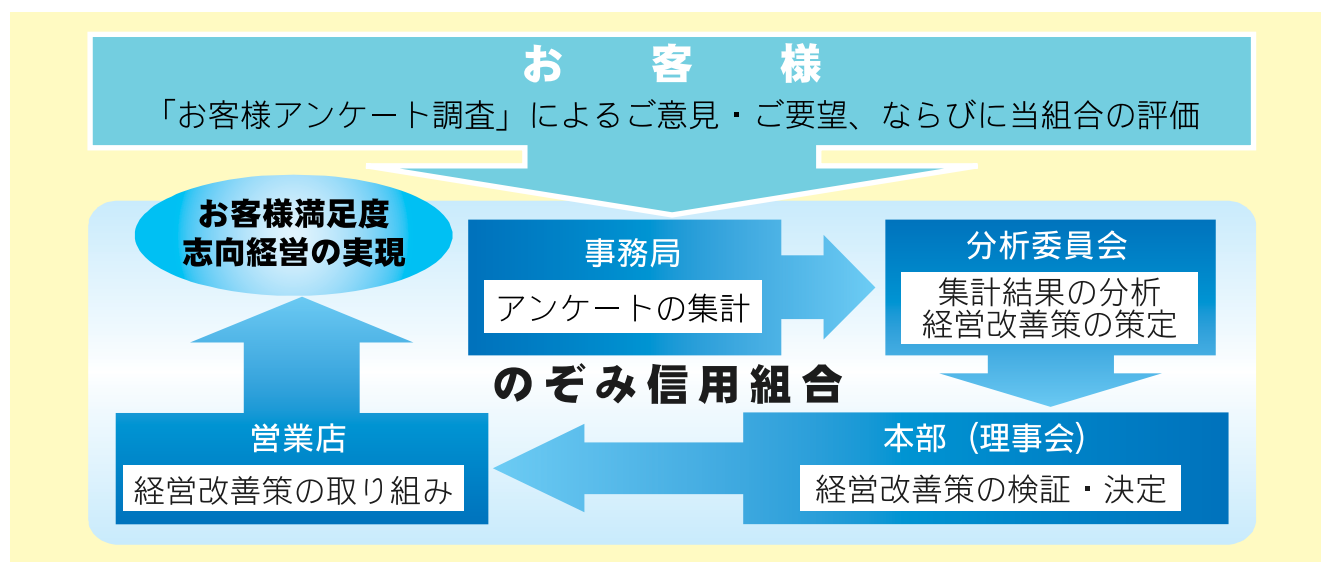 お客様
「お客様アンケート調査」によるご意見・ご要望、ならびに当組合の評価
お客様満足度
志向経営の実現
事務局
アンケートの集計
分析委員会
集計結果の分析
経営改善策の策定
のぞみ信用組合
営業店
経営改善策の取り組み
本部（理事会）
経営改善策の検証・決定